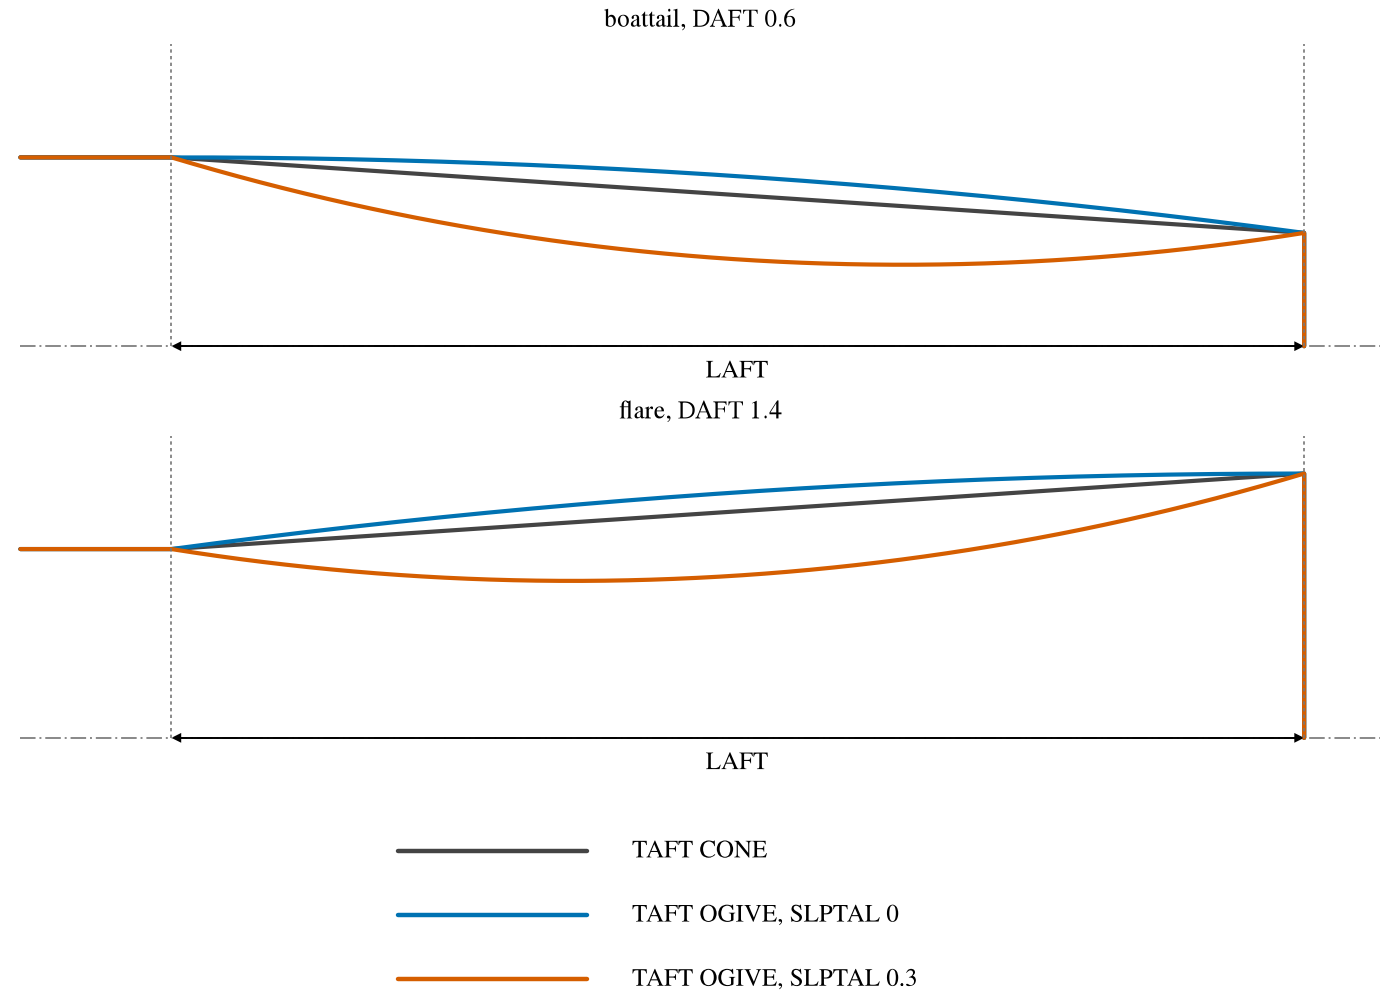 boattail, DAFT 0.6
LAFT
flare, DAFT 1.4
LAFT
TAFT CONE
TAFT OGIVE, SLPTAL 0
TAFT OGIVE, SLPTAL 0.3